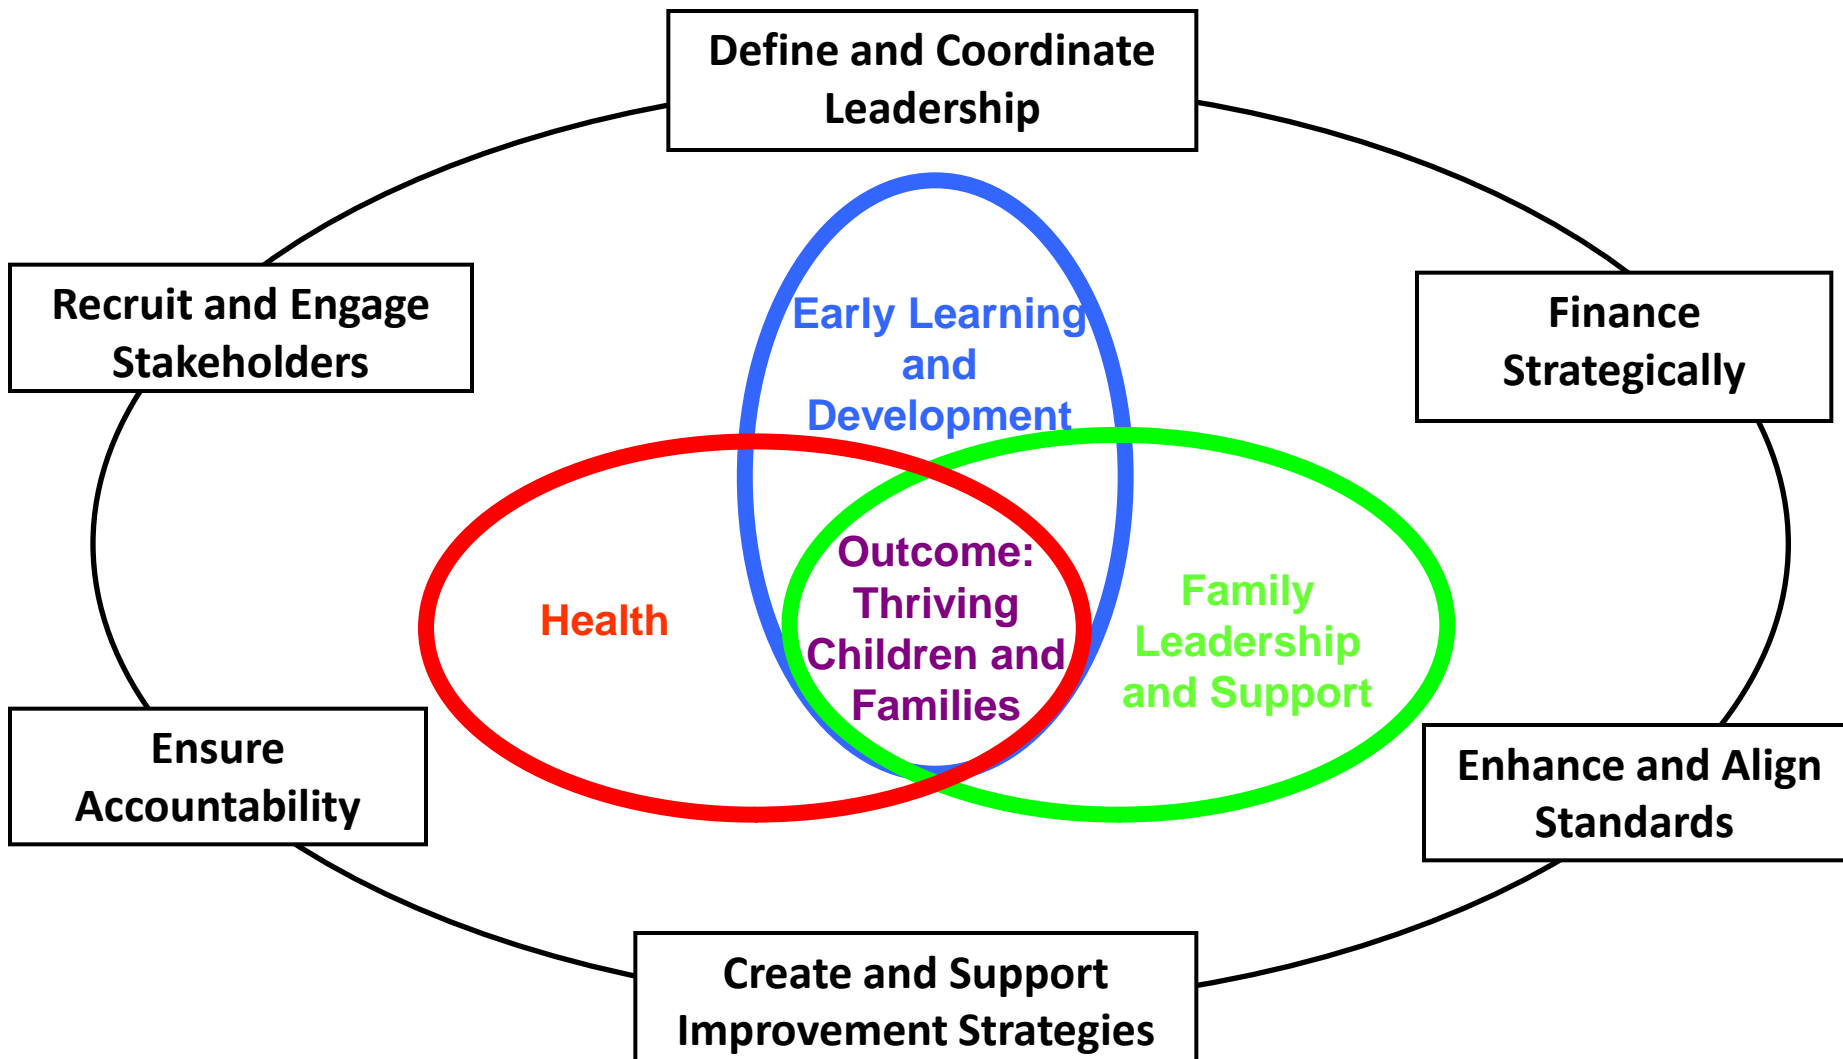 Define and Coordinate
Leadership
Recruit and Engage
Stakeholders
Finance
Strategically
Early Learning
and
Development
Health
Outcome:
Thriving
Children and
Families
Family
Leadership
and Support
Ensure
Accountability
Enhance and Align
Standards
Create and Support
Improvement Strategies